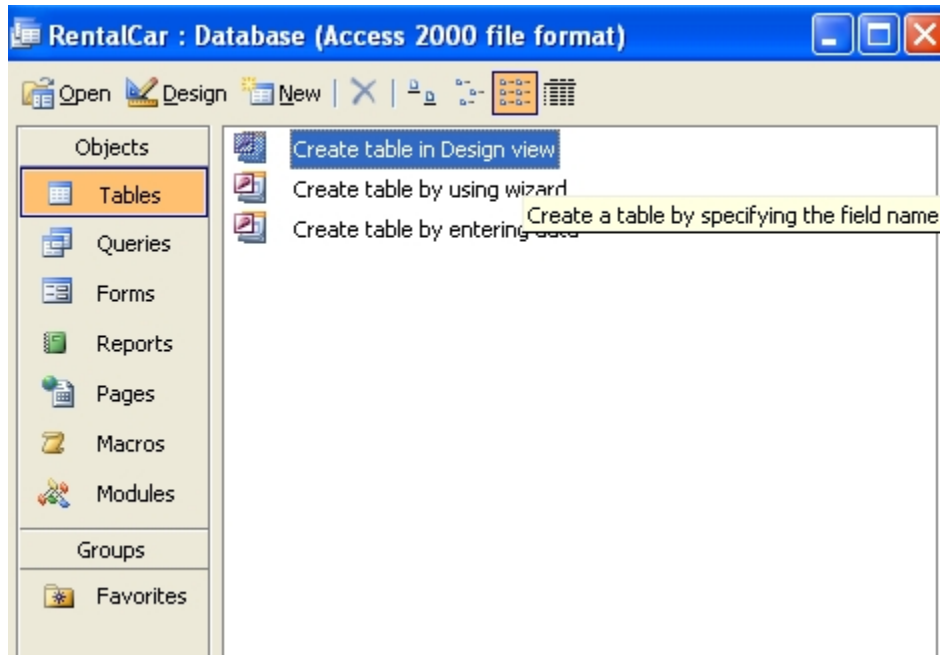 RentalCar : Database (Access 2000 file format)
Open Design New
Objects
Tables
Queries
Forms
Reports
Pages
Macros
Modules
Groups
Favorites
Create table in Design view
Create table by using wizard
Create table by entering data
Create a table by specifying the field name